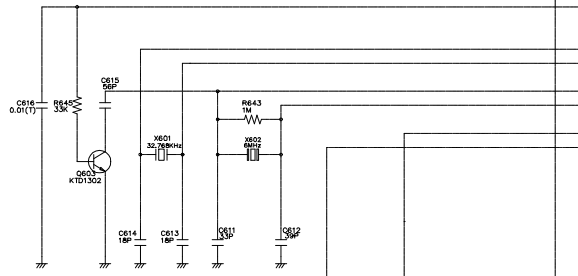 C615
56P
C616
0.01(T)
R645
33K
R643
1M
X601
32.768KHz
X602
6MHz
Q603
KTD1302
C614
18P
C613
18P
C611
33P
C612
39P